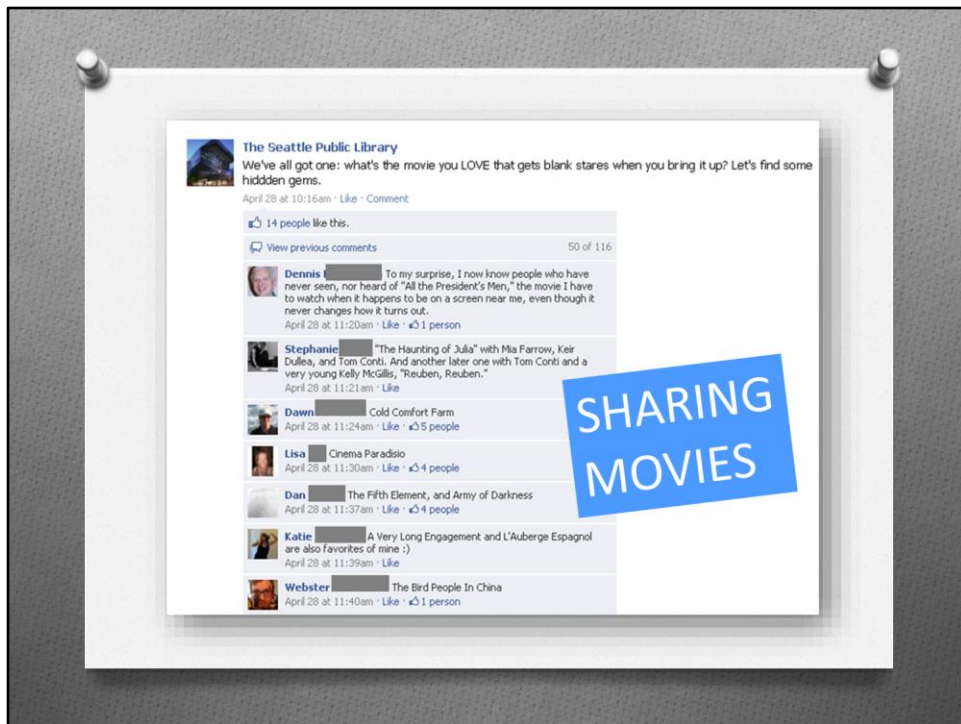 The Seattle Public Library
We've all got one: what's the movie you LOVE that gets blank stares when you bring it up? Let's find some
hiddden gems.
April 28 at 10:16am · Like · Comment
14 people like this.
View previous comments 50 of 116
Dennis To my surprise, I now know people who have
never seen, nor heard of "All the President's Men," the movie I have
to watch when it happens to be on a screen near me, even though it
never changes how it turns out.
April 28 at 11:20am · Like · 1 person
Stephanie "The Haunting of Julia" with Mia Farrow, Keir
Dullea, and Tom Conti. And another later one with Tom Conti and a
very young Kelly McGillis, "Reuben, Reuben."
April 28 at 11:21am · Like
Dawn Cold Comfort Farm
April 28 at 11:24am · Like · 5 people
Lisa Cinema Paradisio
April 28 at 11:30am · Like · 4 people
Dan The Fifth Element, and Army of Darkness
April 28 at 11:37am · Like · 4 people
Katie A Very Long Engagement and L'Auberge Espagnol
are also favorites of mine :)
April 28 at 11:39am · Like
Webster The Bird People In China
April 28 at 11:40am · Like · 1 person
SHARING
MOVIES